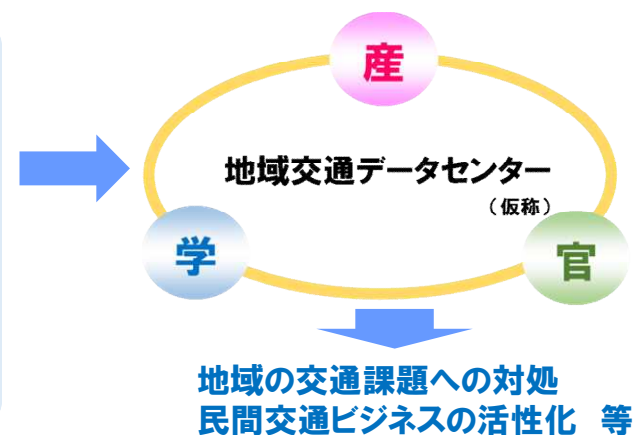 産
地域交通データセンター
（仮称）
学
官
地域の交通課題への対処
民間交通ビジネスの活性化 等